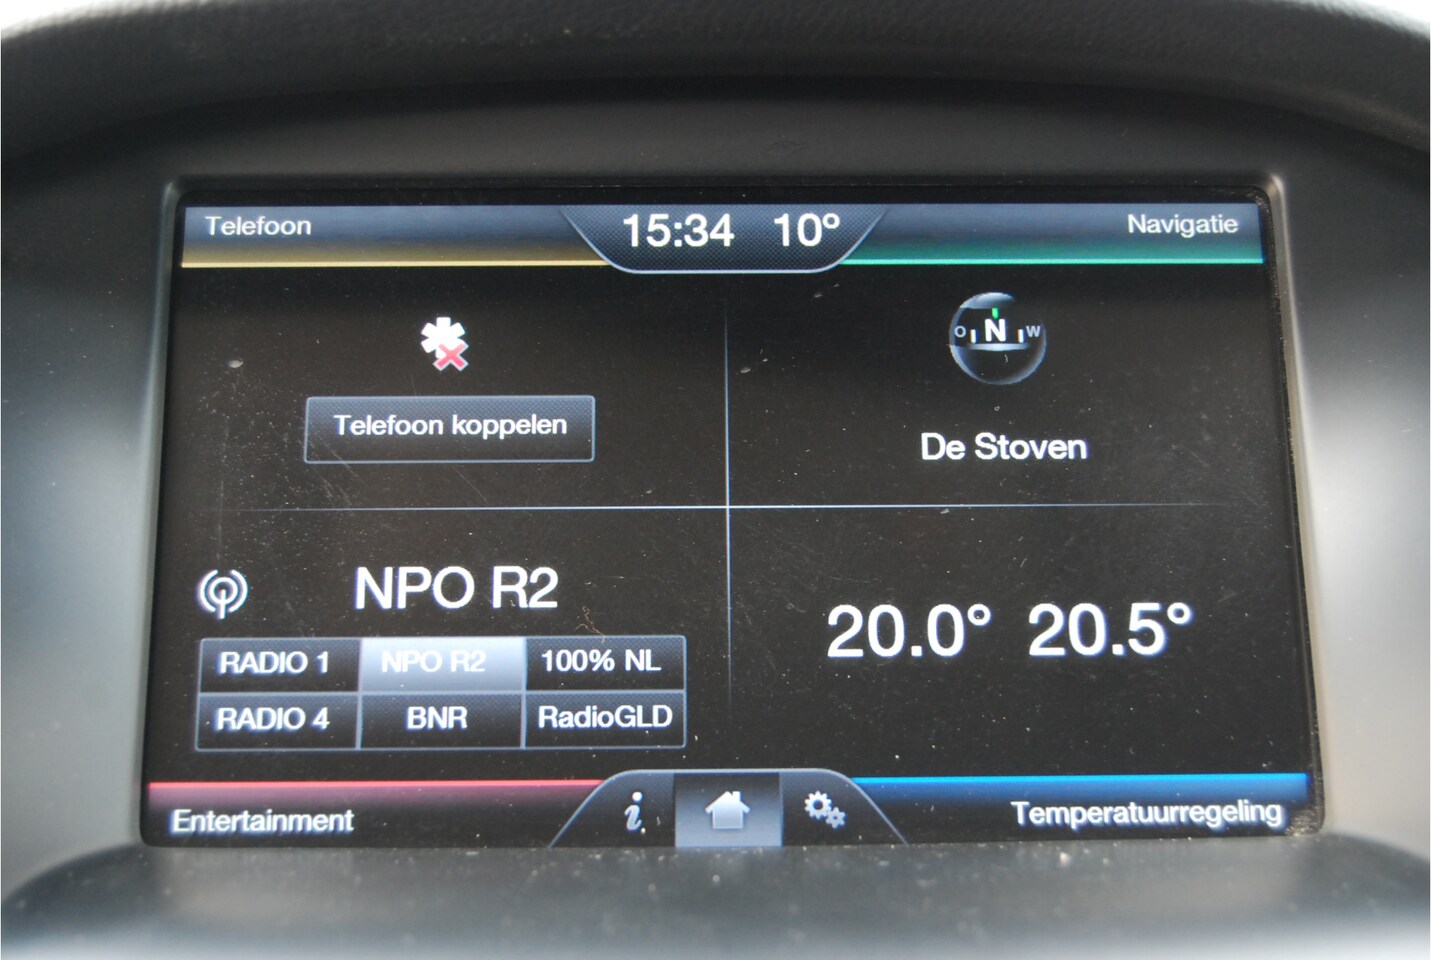 Telefoon
15:34 10°
Navigatie
Telefoon koppelen
O N W
De Stoven
NPO R2
RADIO 1 NPO R2 100% NL
RADIO 4 BNR RadioGLD
20.0° 20.5°
Entertainment
i
Temperatuurregeling